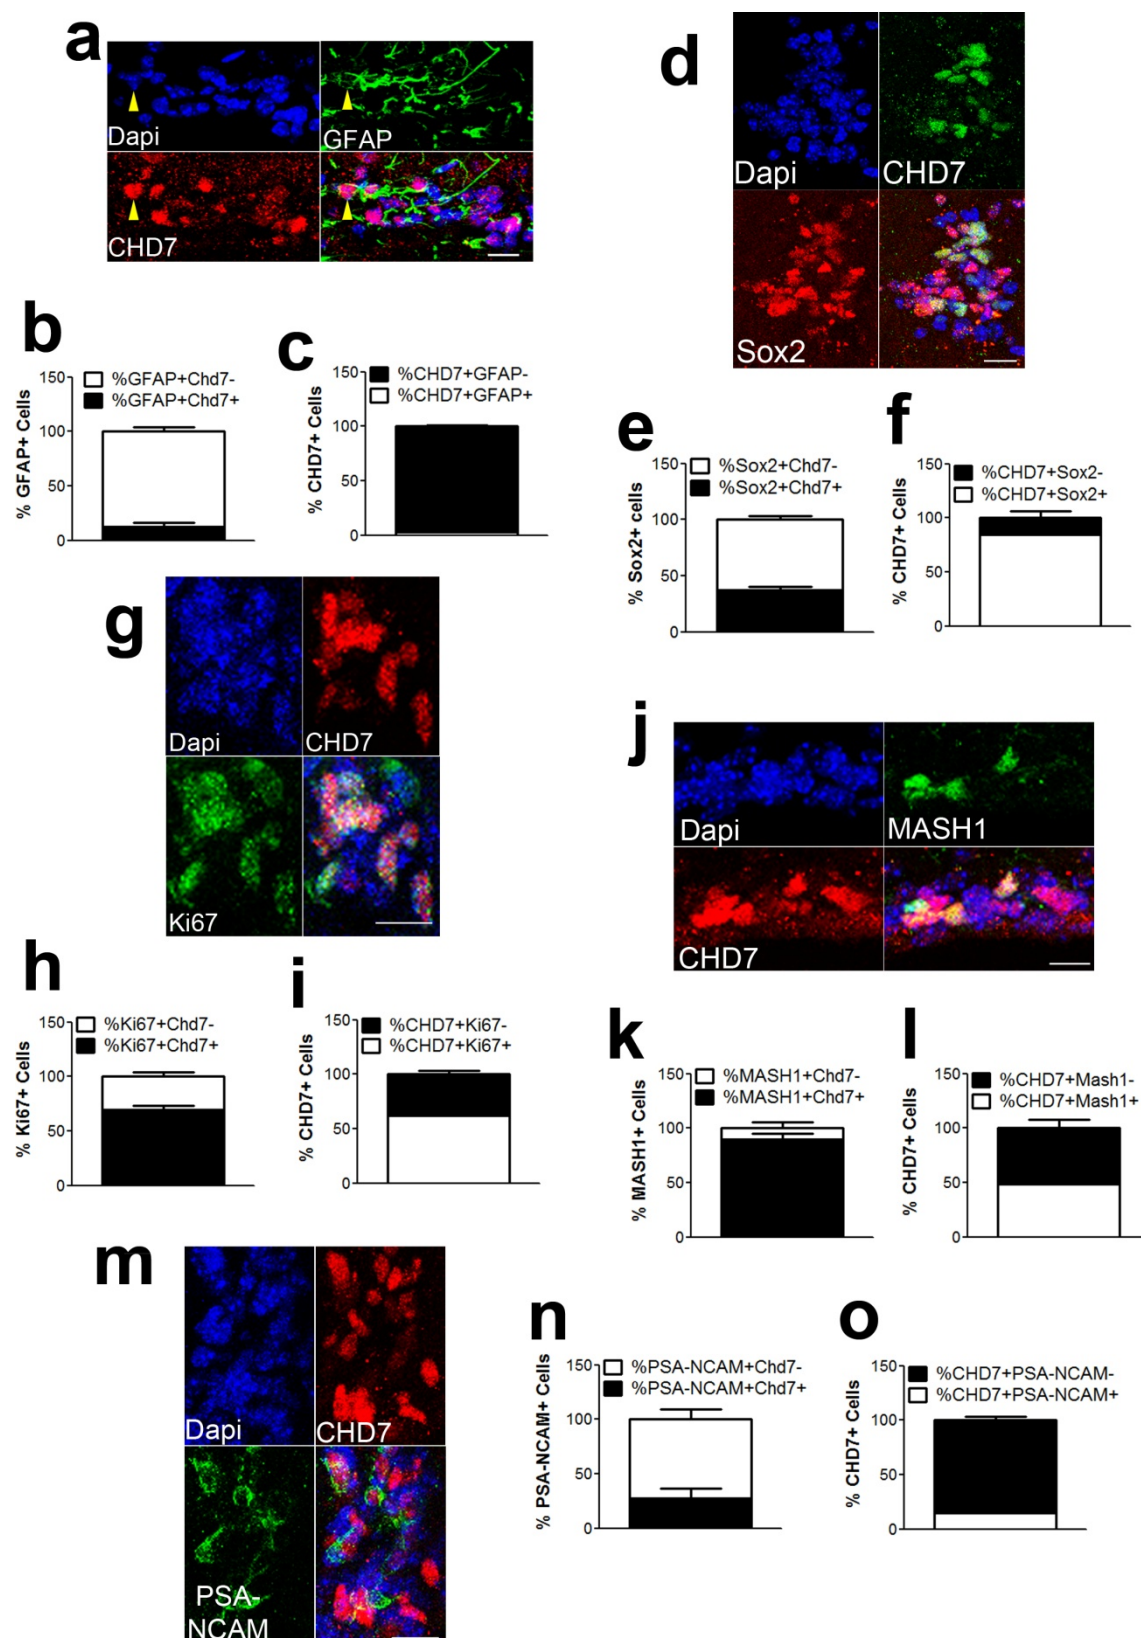 a
Dapi
GFAP
CHD7
d
Dapi
CHD7
Sox2
b
150
100
50
0
% GFAP+ Cells
%GFAP+Chd7-
%GFAP+Chd7+
c
150
100
50
0
% CHD7+ Cells
%CHD7+GFAP-
%CHD7+GFAP+
e
150
100
50
0
% Sox2+ cells
%Sox2+Chd7-
%Sox2+Chd7+
f
150
100
50
0
% CHD7+ Cells
%CHD7+Sox2-
%CHD7+Sox2+
g
Dapi
CHD7
Ki67
j
Dapi
MASH1
CHD7
h
150
100
50
0
% Ki67+ Cells
%Ki67+Chd7-
%Ki67+Chd7+
i
150
100
50
0
% CHD7+ Cells
%CHD7+Ki67-
%CHD7+Ki67+
k
150
100
50
0
% MASH1+ Cells
%MASH1+Chd7-
%MASH1+Chd7+
l
150
100
50
0
% CHD7+ Cells
%CHD7+Mash1-
%CHD7+Mash1+
m
Dapi
CHD7
PSA-
NCAM
n
150
100
50
0
% PSA-NCAM+ Cells
%PSA-NCAM+Chd7-
%PSA-NCAM+Chd7+
o
150
100
50
0
% CHD7+ Cells
%CHD7+PSA-NCAM-
%CHD7+PSA-NCAM+